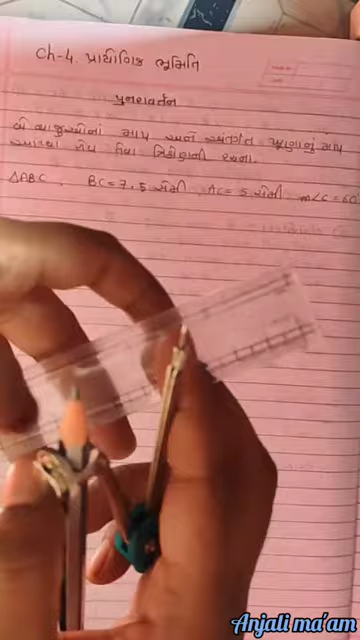 Ch-4. પ્રાયોગિક ભૂમિતિ
પુનરાવર્તન
બે બાજુઓનાં માપ અને અંતર્ગત ખૂણાનું માપ
આપેલા હોય તેવા ત્રિકોણની રચના.
△ABC, BC = 7.5 સેમી, AC = 5 સેમી, m∠C = 60
Anjali ma'am